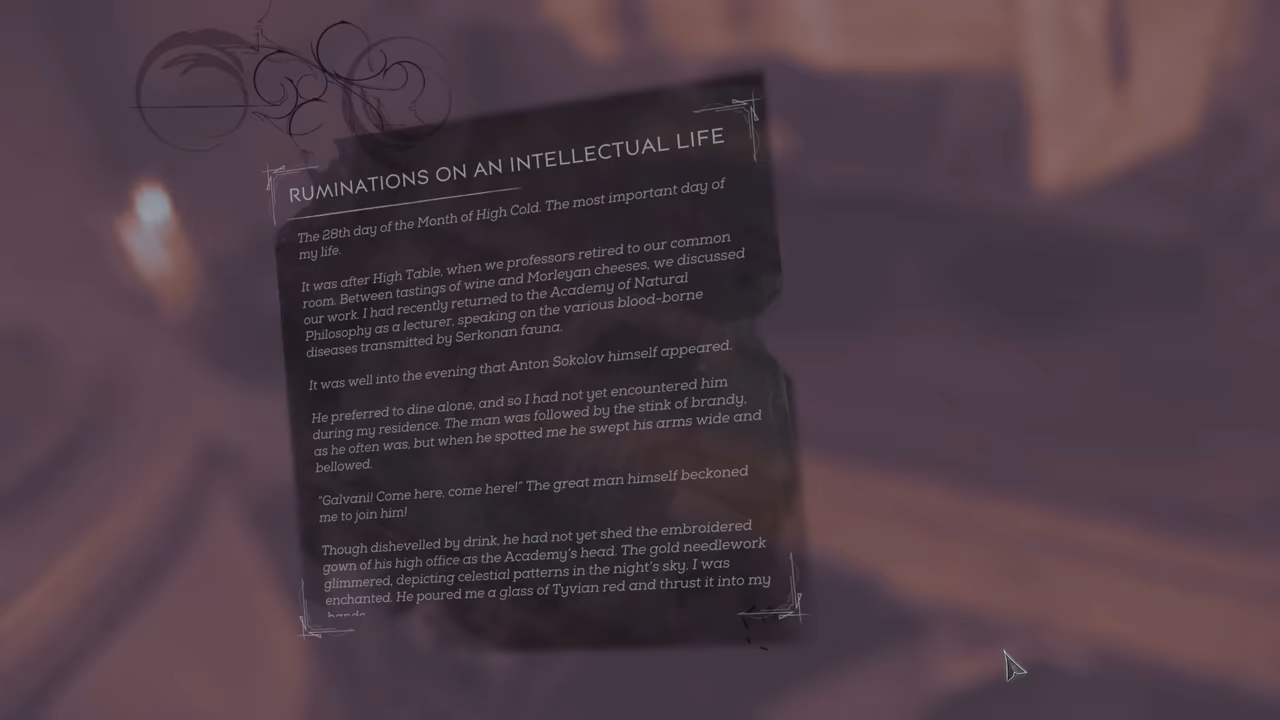 RUMINATIONS ON AN INTELLECTUAL LIFE
The 28th day of the Month of High Cold. The most important day of
my life.
It was after High Table, when we professors retired to our common
room. Between tastings of wine and Morleyan cheeses, we discussed
our work. I had recently returned to the Academy of Natural
Philosophy as a lecturer, speaking on the various blood-borne
diseases transmitted by Serkonan fauna.
It was well into the evening that Anton Sokolov himself appeared.
He preferred to dine alone, and so I had not yet encountered him
during my residence. The man was followed by the stink of brandy,
as he often was, but when he spotted me he swept his arms wide and
bellowed.
"Galvani! Come here, come here!" The great man himself beckoned
me to join him!
Though dishevelled by drink, he had not yet shed the embroidered
gown of his high office as the Academy's head. The gold needlework
glimmered, depicting celestial patterns in the night's sky. I was
enchanted. He poured me a glass of Tyvian red and thrust it into my